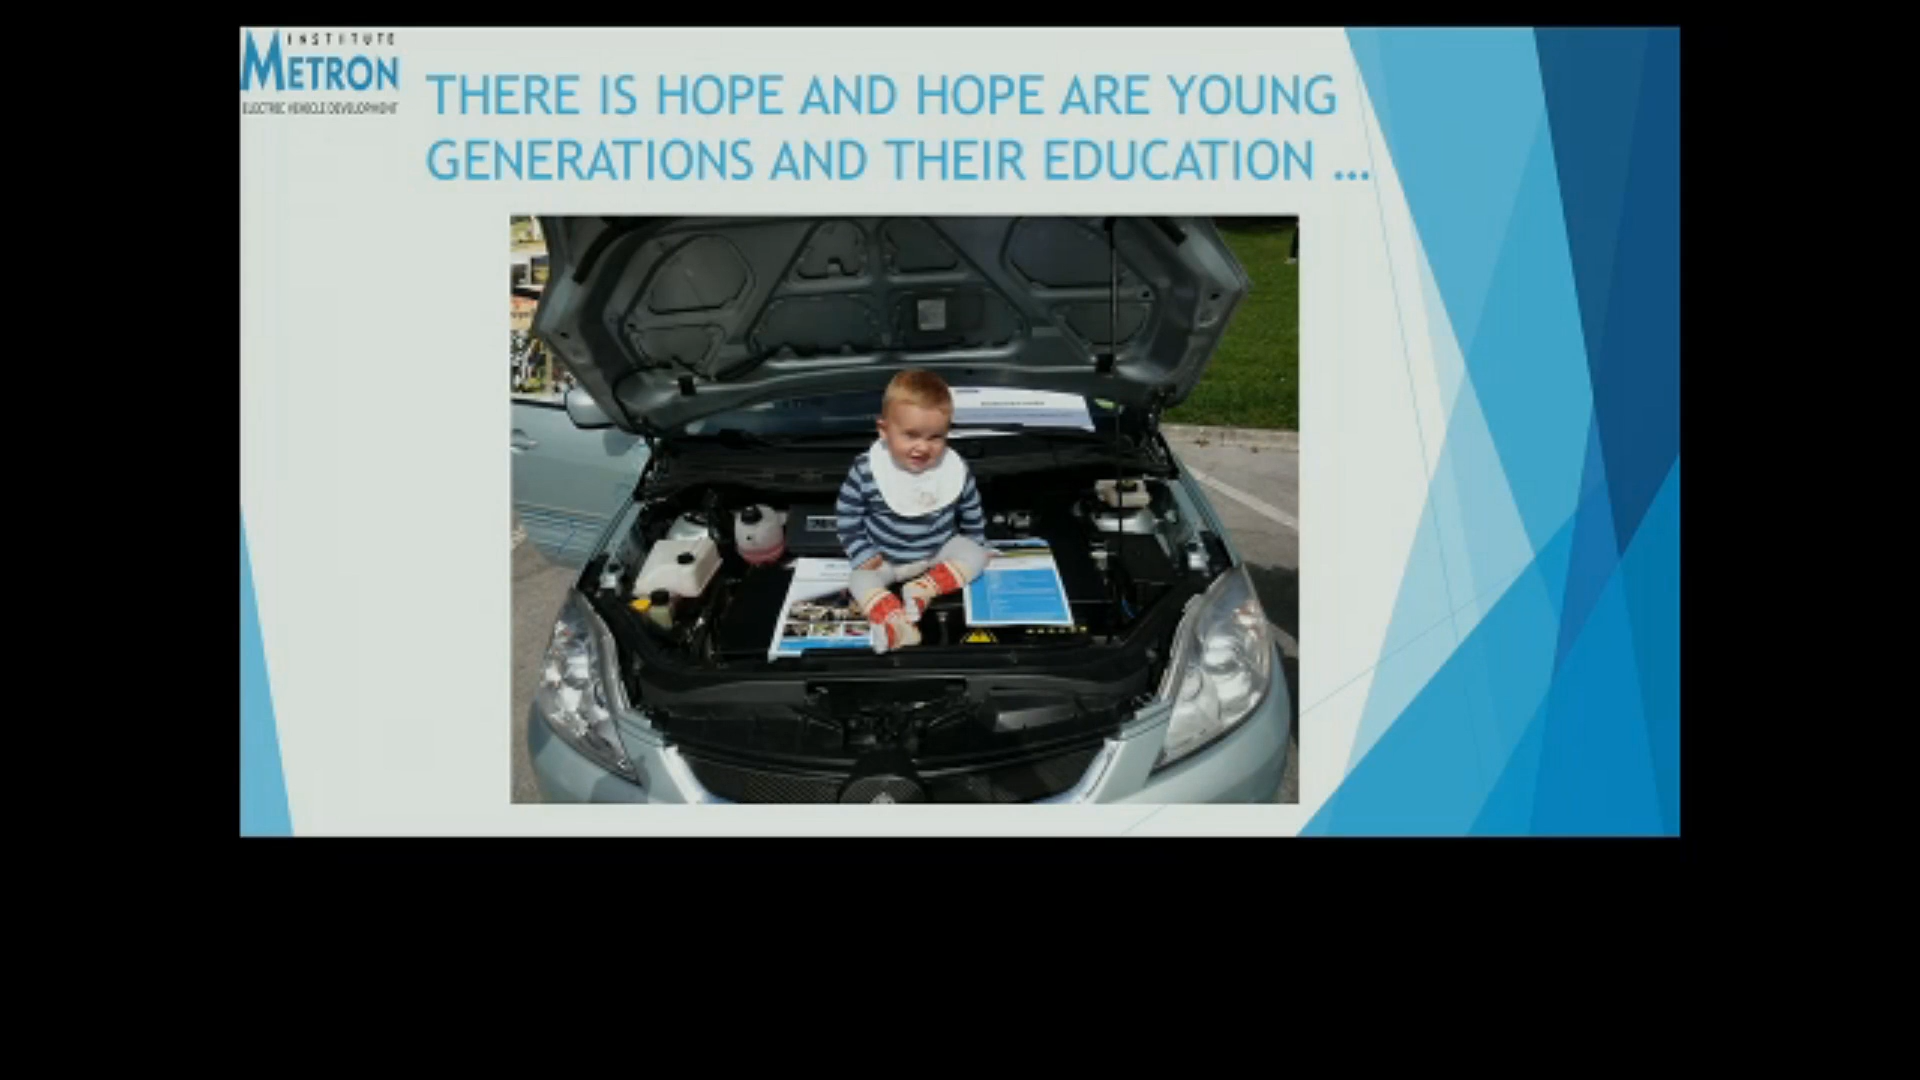 INSTITUTE
METRON
ELECTRIC VEHICLE DEVELOPMENT
THERE IS HOPE AND HOPE ARE YOUNG
GENERATIONS AND THEIR EDUCATION ...